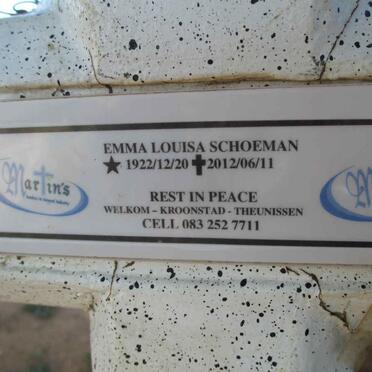 EMMA LOUISA SCHOEMAN
★ 1922/12/20 ✝ 2012/06/11
Martin's
REST IN PEACE
WELKOM – KROONSTAD - THEUNISSEN
CELL 083 252 7711
M